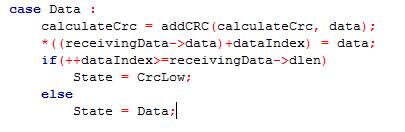 case Data :
calculateCrc = addCRC(calculateCrc, data);
*((receivingData->data)+dataIndex) = data;
if(++dataIndex>=receivingData->dlen)
State = CrcLow;
else
State = Data;